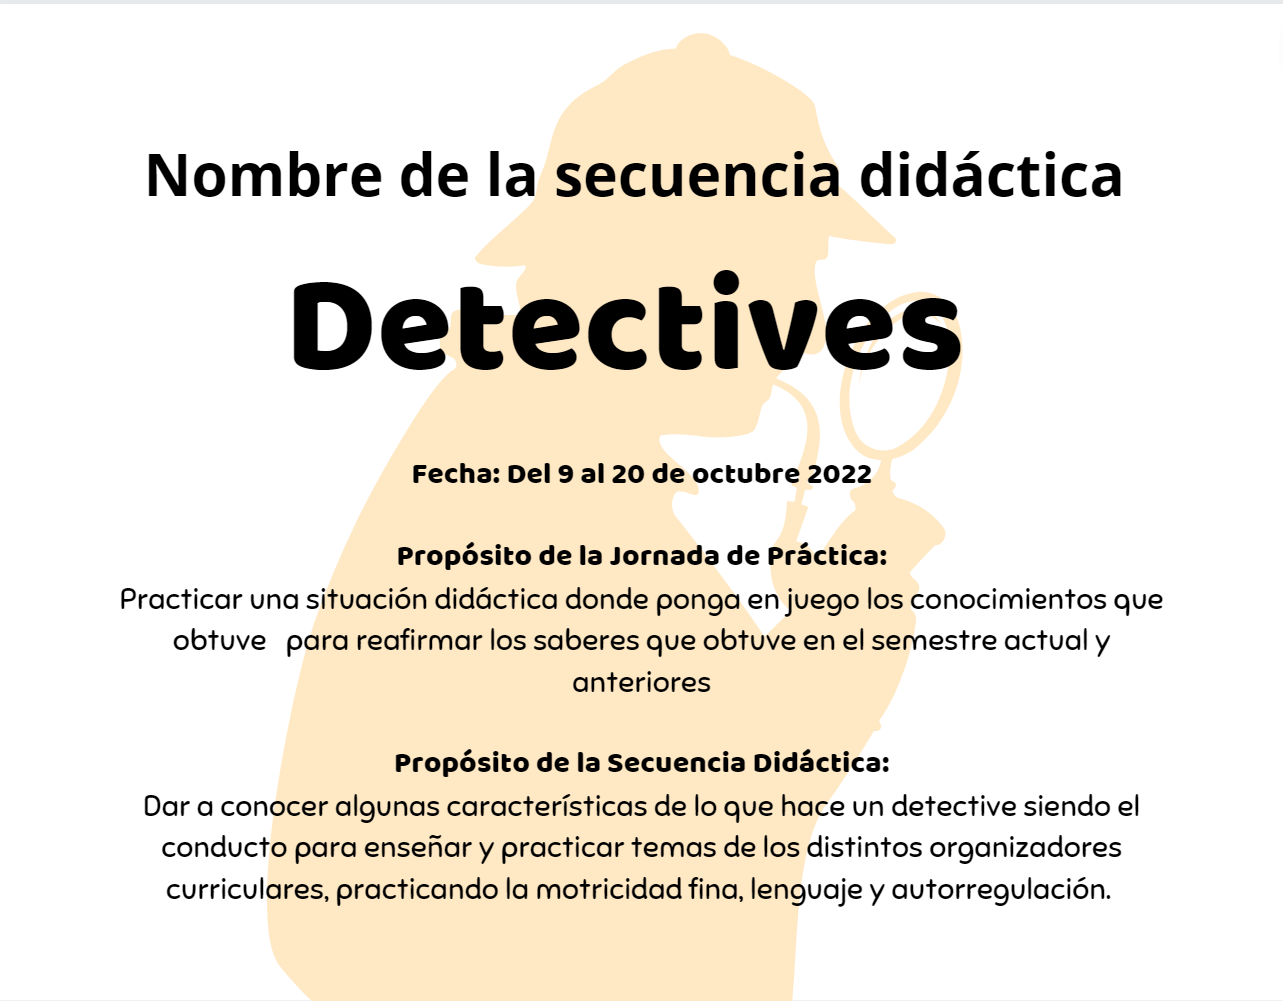 Nombre de la secuencia didáctica
Detectives
Fecha: Del 9 al 20 de octubre 2022
Propósito de la Jornada de Práctica:
Practicar una situación didáctica donde ponga en juego los conocimientos que
obtuve para reafirmar los saberes que obtuve en el semestre actual y
anteriores
Propósito de la Secuencia Didáctica:
Dar a conocer algunas características de lo que hace un detective siendo el
conducto para enseñar y practicar temas de los distintos organizadores
curriculares, practicando la motricidad fina, lenguaje y autorregulación.